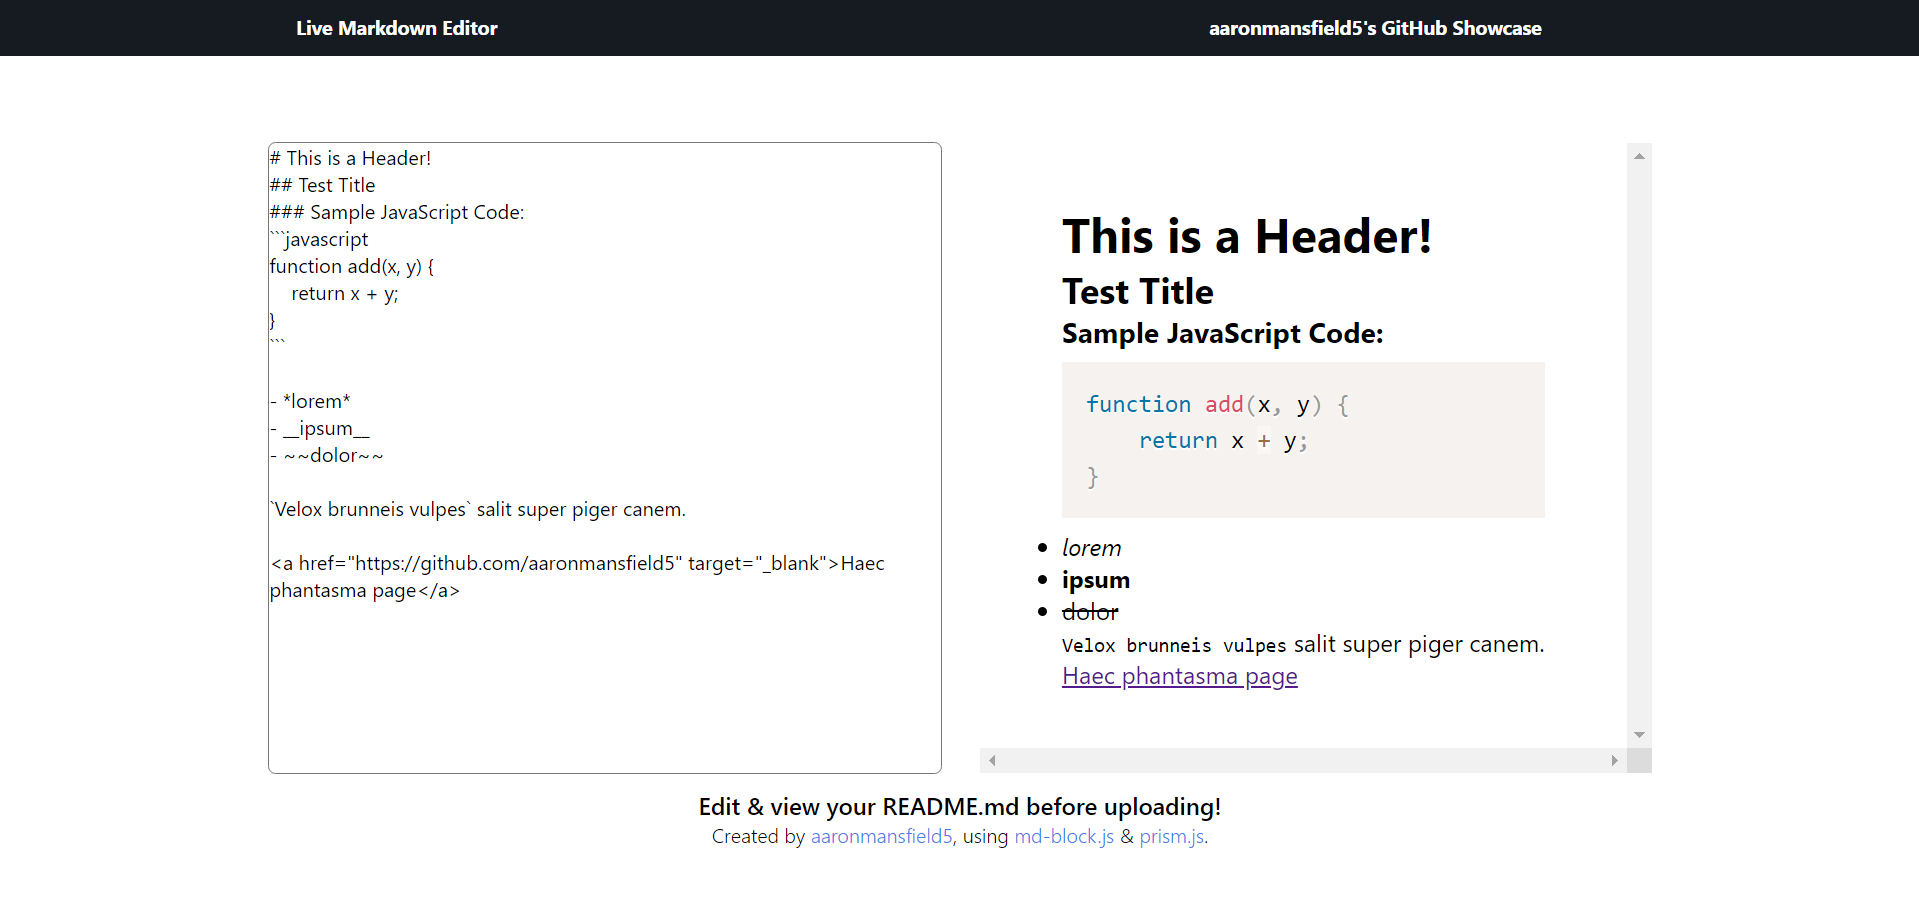 Live Markdown Editor
aaronmansfield5's GitHub Showcase
# This is a Header!
## Test Title
### Sample JavaScript Code:
```javascript
function add(x, y) {
    return x + y;
}
```
- *lorem*
- __ipsum__
- ~~dolor~~
`Velox brunneis vulpes` salit super piger canem.
<a href="https://github.com/aaronmansfield5" target="_blank">Haec
phantasma page</a>
This is a Header!
Test Title
Sample JavaScript Code:
function add(x, y) {
    return x + y;
}
• lorem
• ipsum
• dolor
Velox brunneis vulpes salit super piger canem.
Haec phantasma page
Edit & view your README.md before uploading!
Created by aaronmansfield5, using md-block.js & prism.js.